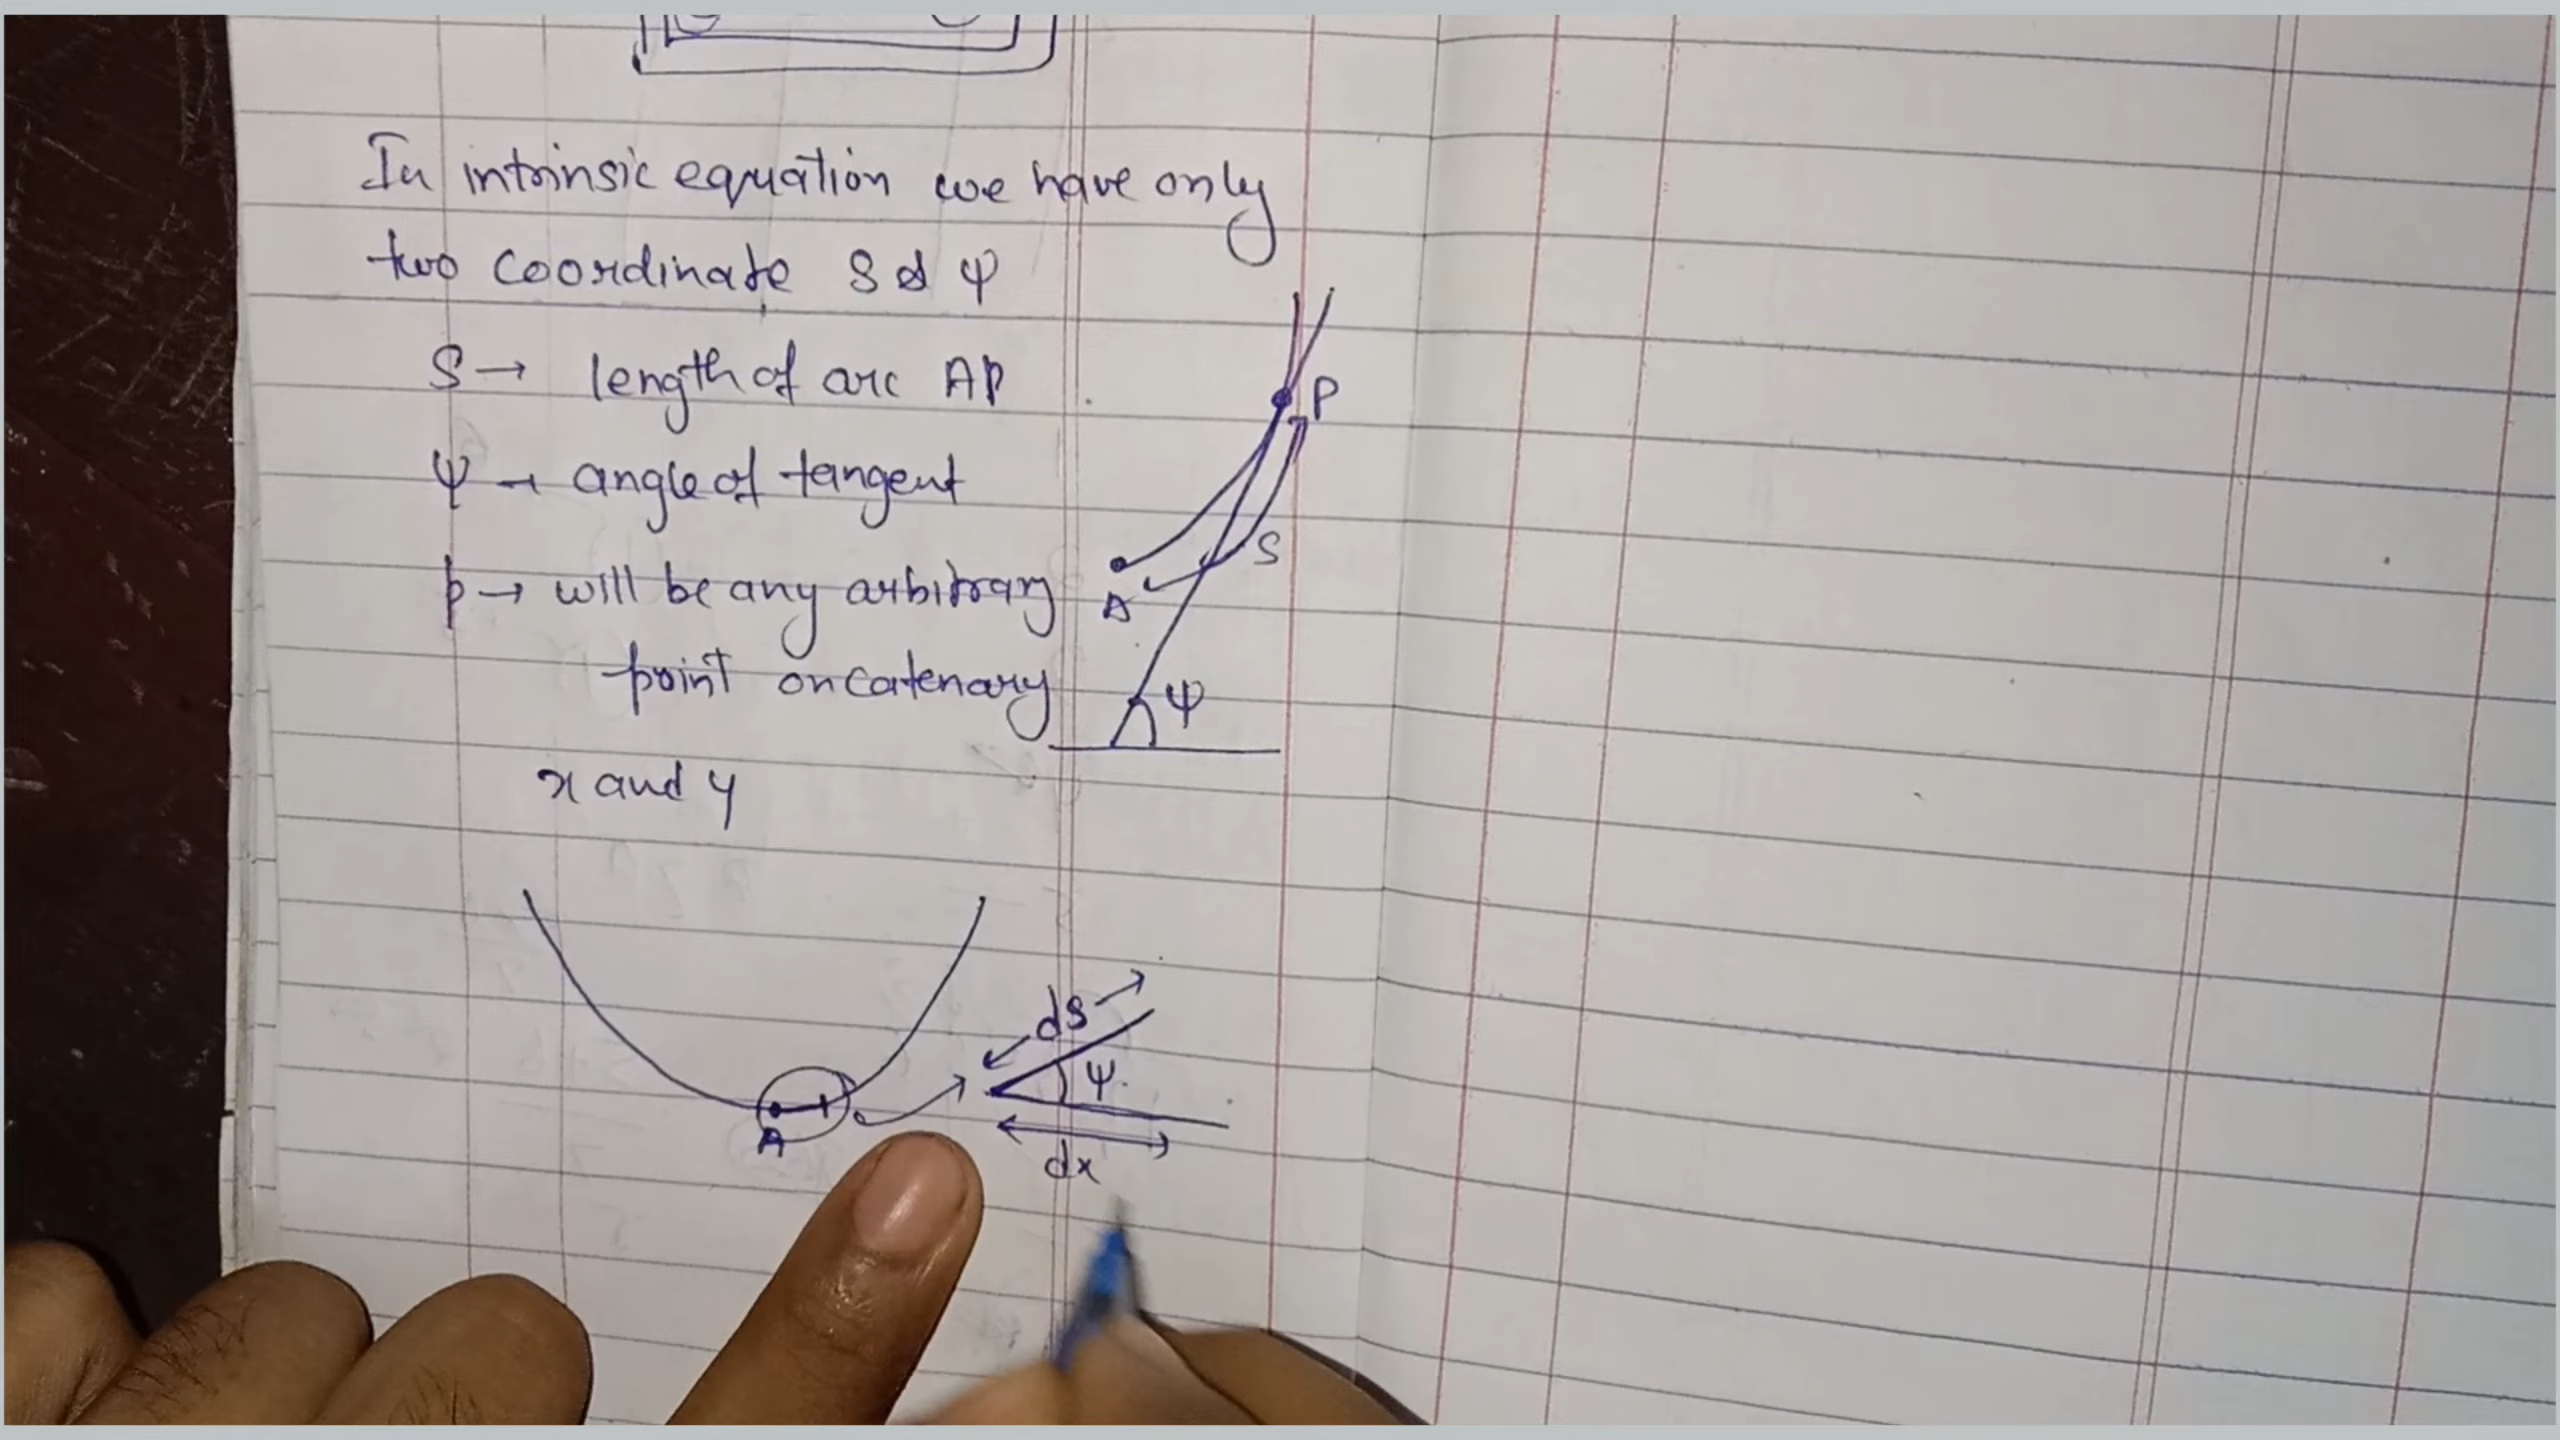 In intrinsic equation we have only
two coordinate S & ψ
S → length of arc AP
ψ → angle of tangent
p → will be any arbitrary
point on catenary
P
S
A
ψ
x and y
ds
ψ
A
dx